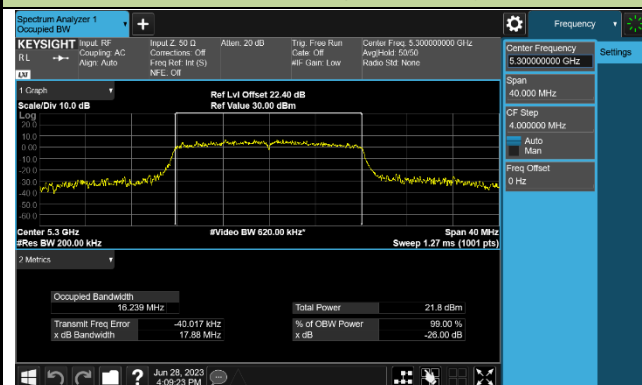 Spectrum Analyzer 1
Occupied BW
+
Frequency
KEYSIGHT
RL
LXI
Input: RF
Coupling: AC
Align: Auto
Input Z: 50 Ω
Corrections: Off
Freq Ref: Int (S)
NFE: Off
Atten: 20 dB
Trig: Free Run
Gate: Off
#IF Gain: Low
Center Freq: 5.300000000 GHz
Avg|Hold: 50/50
Radio Std: None
Center Frequency
5.300000000 GHz
Settings
Span
40.000 MHz
CF Step
4.000000 MHz
Auto
Man
Freq Offset
0 Hz
1 Graph
Scale/Div 10.0 dB
Ref Lvl Offset 22.40 dB
Ref Value 30.00 dBm
Log
20.0
10.0
0.00
-10.0
-20.0
-30.0
-40.0
-50.0
-60.0
Center 5.3 GHz
#Res BW 200.00 kHz
#Video BW 620.00 kHz*
Span 40 MHz
Sweep 1.27 ms (1001 pts)
2 Metrics
Occupied Bandwidth
16.239 MHz
Total Power 21.8 dBm
Transmit Freq Error -40.017 kHz
% of OBW Power 99.00 %
x dB Bandwidth 17.88 MHz
x dB -26.00 dB
?
Jun 28, 2023
4:09:23 PM